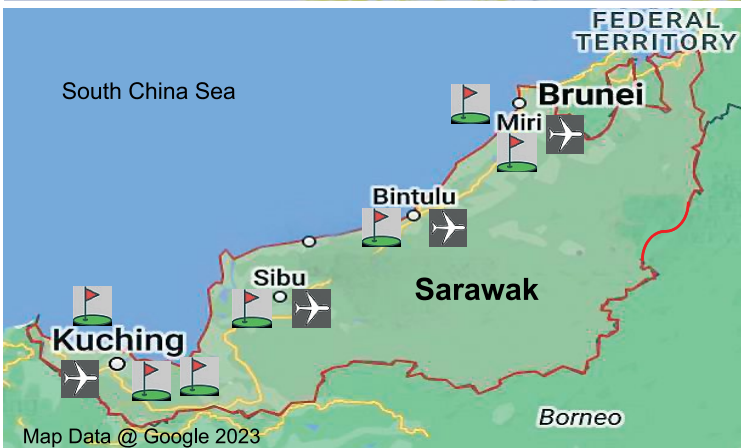 FEDERAL
TERRITORY
South China Sea
Brunei
Miri
Bintulu
Sibu
Sarawak
Kuching
Borneo
Map Data @ Google 2023